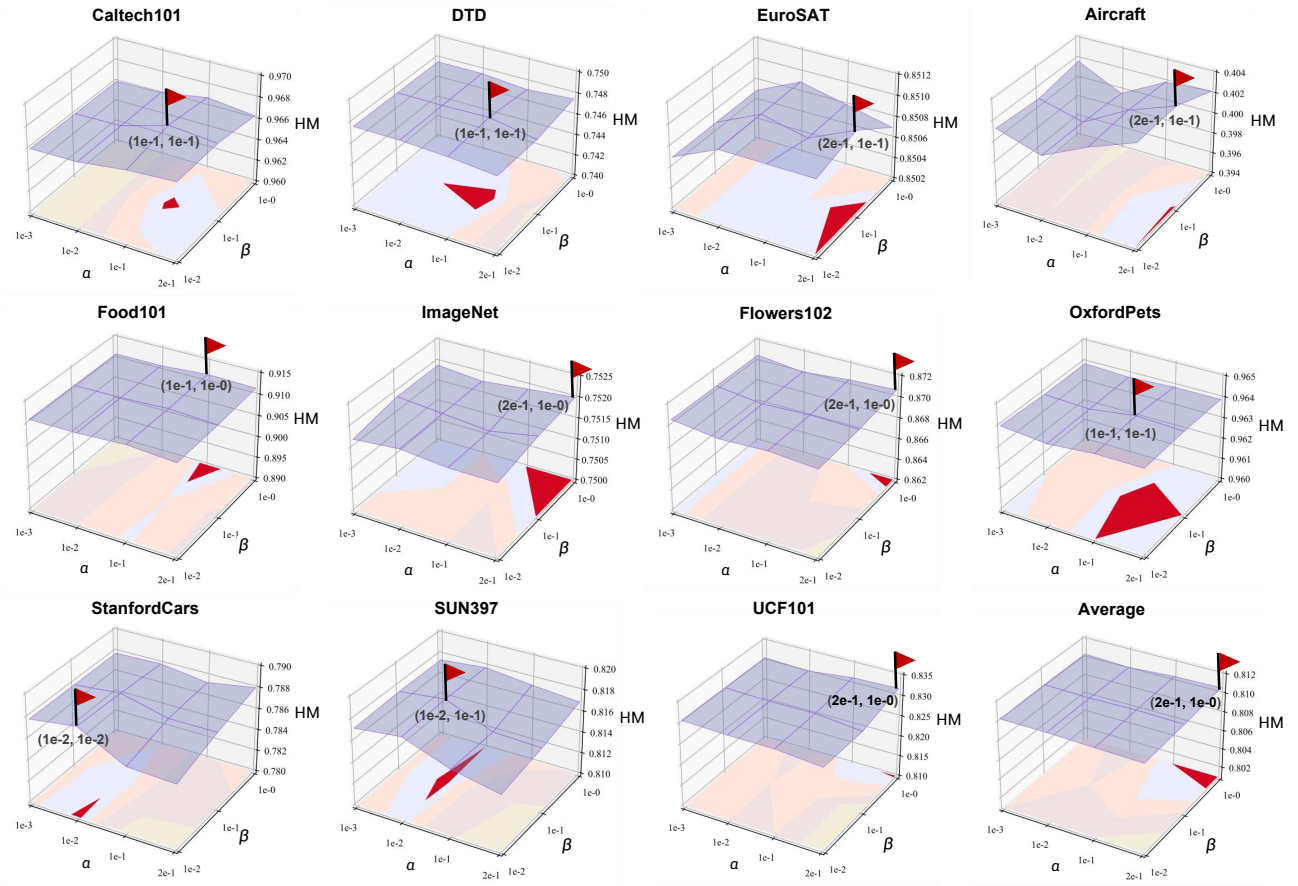 Caltech101
0.970
0.968
0.966
0.964
0.962
0.960
HM
(1e-1, 1e-1)
1e-3
1e-2
1e-1
2e-1
α
1e-2
1e-1
1e-0
β
DTD
0.750
0.748
0.746
0.744
0.742
0.740
HM
(1e-1, 1e-1)
1e-3
1e-2
1e-1
2e-1
α
1e-2
1e-1
1e-0
β
EuroSAT
0.8512
0.8510
0.8508
0.8506
0.8504
0.8502
HM
(2e-1, 1e-1)
1e-3
1e-2
1e-1
2e-1
α
1e-2
1e-1
1e-0
β
Aircraft
0.404
0.402
0.400
0.398
0.396
0.394
HM
(2e-1, 1e-1)
1e-3
1e-2
1e-1
2e-1
α
1e-2
1e-1
1e-0
β
Food101
0.915
0.910
0.905
0.900
0.895
0.890
HM
(1e-1, 1e-0)
1e-3
1e-2
1e-1
2e-1
α
1e-2
1e-1
1e-0
β
ImageNet
0.7525
0.7520
0.7515
0.7510
0.7505
0.7500
HM
(2e-1, 1e-0)
1e-3
1e-2
1e-1
2e-1
α
1e-2
1e-1
1e-0
β
Flowers102
0.872
0.870
0.868
0.866
0.864
0.862
HM
(2e-1, 1e-0)
1e-3
1e-2
1e-1
2e-1
α
1e-2
1e-1
1e-0
β
OxfordPets
0.965
0.964
0.963
0.962
0.961
0.960
HM
(1e-1, 1e-1)
1e-3
1e-2
1e-1
2e-1
α
1e-2
1e-1
1e-0
β
StanfordCars
0.790
0.788
0.786
0.784
0.782
0.780
HM
(1e-2, 1e-2)
1e-3
1e-2
1e-1
2e-1
α
1e-2
1e-1
1e-0
β
SUN397
0.820
0.818
0.816
0.814
0.812
0.810
HM
(1e-2, 1e-1)
1e-3
1e-2
1e-1
2e-1
α
1e-2
1e-1
1e-0
β
UCF101
0.835
0.830
0.825
0.820
0.815
0.810
HM
(2e-1, 1e-0)
1e-3
1e-2
1e-1
2e-1
α
1e-2
1e-1
1e-0
β
Average
0.812
0.810
0.808
0.806
0.804
0.802
HM
(2e-1, 1e-0)
1e-3
1e-2
1e-1
2e-1
α
1e-2
1e-1
1e-0
β